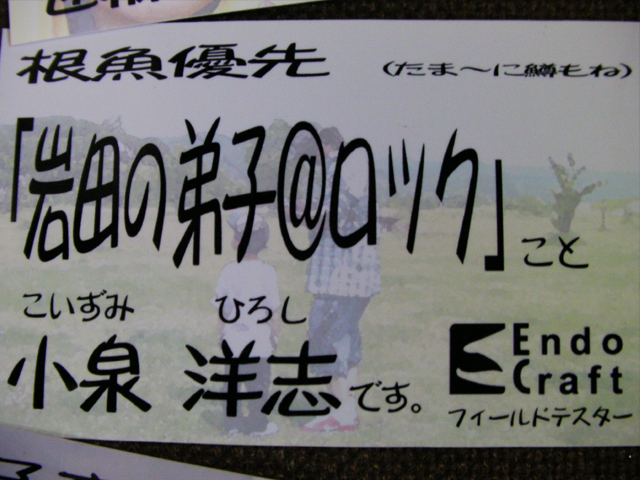 根魚優先 (たま〜に鱒もね)
「岩田の弟子@ロック」こと
こいずみ ひろし
小泉 洋志です。
Endo
Craft
フィールドテスター